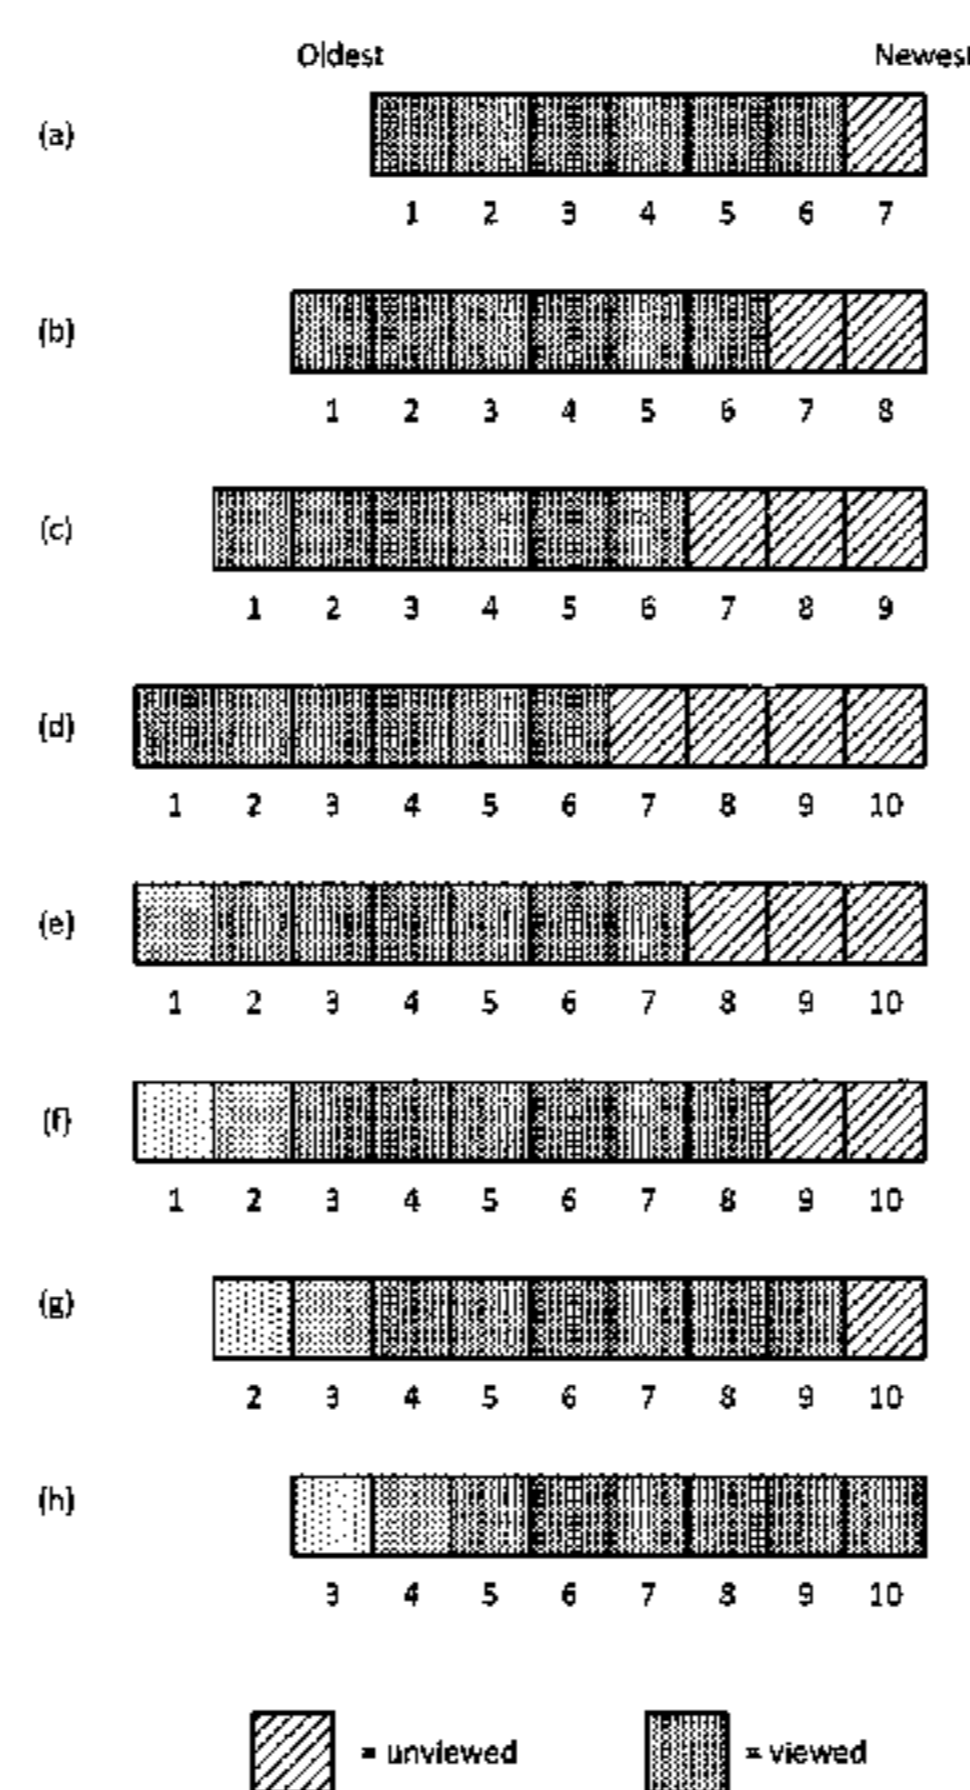 Oldest Newest
(a)
1 2 3 4 5 6 7
(b)
1 2 3 4 5 6 7 8
(c)
1 2 3 4 5 6 7 8 9
(d)
1 2 3 4 5 6 7 8 9 10
(e)
1 2 3 4 5 6 7 8 9 10
(f)
1 2 3 4 5 6 7 8 9 10
(g)
2 3 4 5 6 7 8 9 10
(h)
3 4 5 6 7 8 9 10
= unviewed = viewed